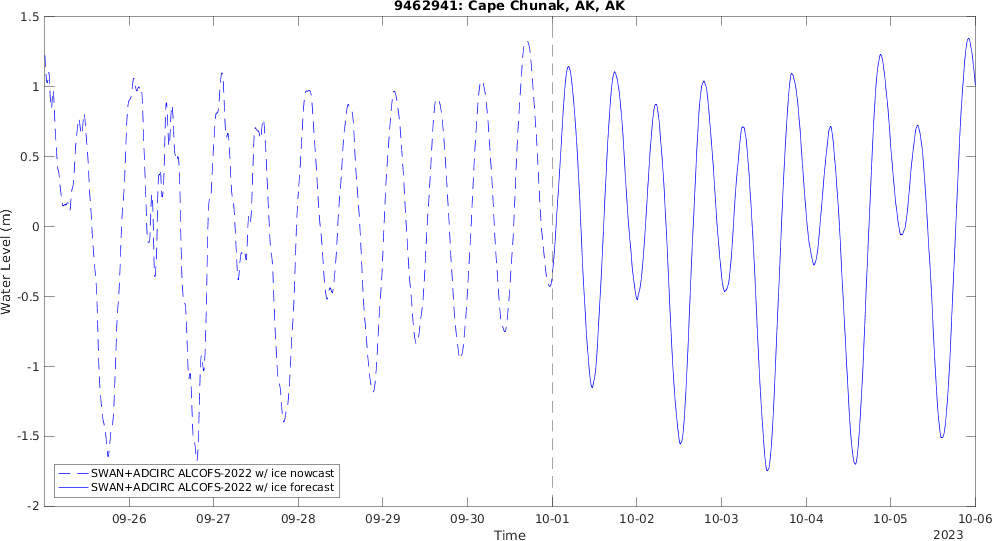 9462941: Cape Chunak, AK, AK
1.5
1
0.5
0
-0.5
-1
-1.5
-2
Water Level (m)
SWAN+ADCIRC ALCOFS-2022 w/ ice nowcast
SWAN+ADCIRC ALCOFS-2022 w/ ice forecast
09-26 09-27 09-28 09-29 09-30 10-01 10-02 10-03 10-04 10-05 10-06
Time
2023